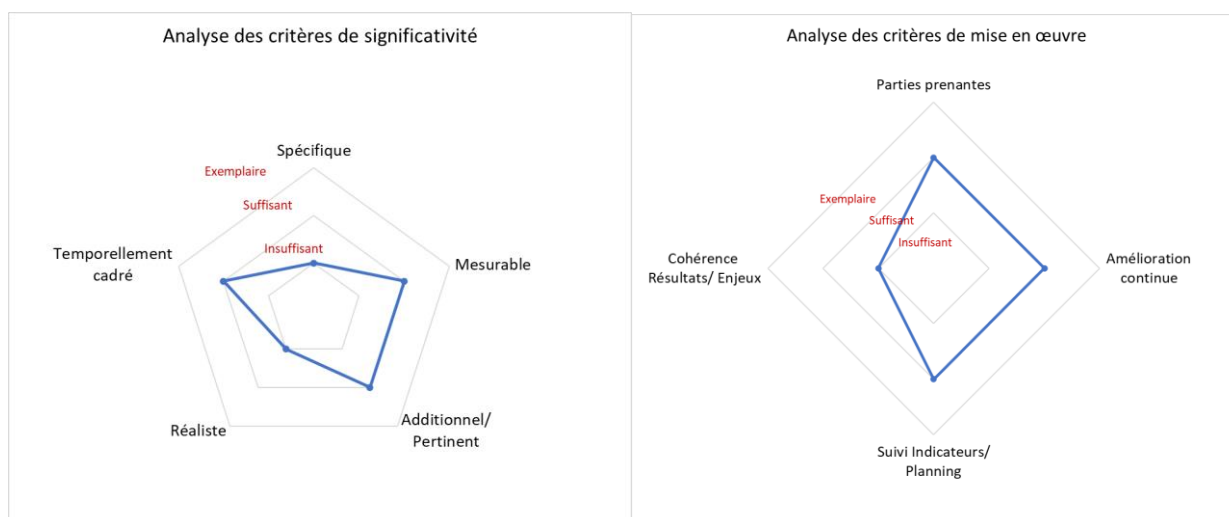 Analyse des critères de significativité
Spécifique
Exemplaire
Suffisant
Insuffisant
Temporellement
cadré
Mesurable
Réaliste
Additionnel/
Pertinent
Analyse des critères de mise en œuvre
Parties prenantes
Exemplaire
Suffisant
Insuffisant
Cohérence
Résultats/ Enjeux
Amélioration
continue
Suivi Indicateurs/
Planning